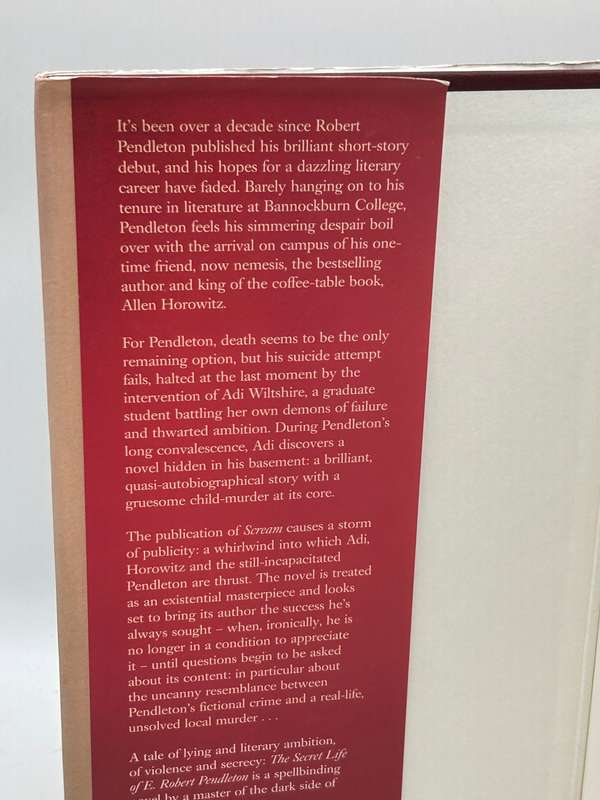 It's been over a decade since Robert
Pendleton published his brilliant short-story
debut, and his hopes for a dazzling literary
career have faded. Barely hanging on to his
tenure in literature at Bannockburn College,
Pendleton feels his simmering despair boil
over with the arrival on campus of his one-
time friend, now nemesis, the bestselling
author and king of the coffee-table book,
Allen Horowitz.
For Pendleton, death seems to be the only
remaining option, but his suicide attempt
fails, halted at the last moment by the
intervention of Adi Wiltshire, a graduate
student battling her own demons of failure
and thwarted ambition. During Pendleton's
long convalescence, Adi discovers a
novel hidden in his basement: a brilliant,
quasi-autobiographical story with a
gruesome child-murder at its core.
The publication of Scream causes a storm
of publicity: a whirlwind into which Adi,
Horowitz and the still-incapacitated
Pendleton are thrust. The novel is treated
as an existential masterpiece and looks
set to bring its author the success he's
always sought – when, ironically, he is
no longer in a condition to appreciate
it – until questions begin to be asked
about its content: in particular about
the uncanny resemblance between
Pendleton's fictional crime and a real-life,
unsolved local murder . . .
A tale of lying and literary ambition,
of violence and secrecy: The Secret Life
of E. Robert Pendleton is a spellbinding
novel by a master of the dark side of